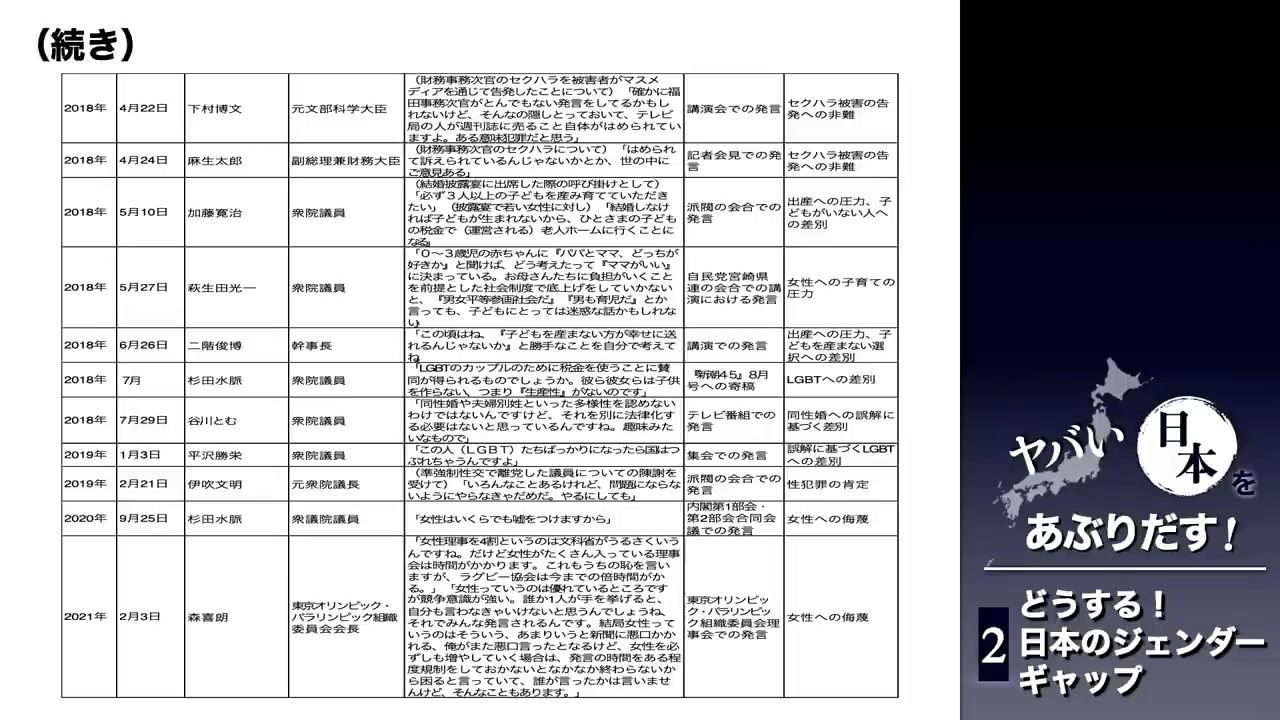 （続き）
2018年 4月22日 下村博文 元文部科学大臣
（財務事務次官のセクハラを被害者がマスメ
ディアを通じて告発したことについて）「確かに福
田事務次官がとんでもない発言をしてるかもし
れないけど、そんなの隠しとっておいて、テレビ
局の人が週刊誌に売ること自体がはめられてい
ますよ。ある意味犯罪だと思う」
講演会での発言
セクハラ被害の告
発への非難
2018年 4月24日 麻生太郎 副総理兼財務大臣
（財務事務次官のセクハラについて）「はめられ
て訴えられているんじゃないかとか、世の中に
ご意見ある」
記者会見での発
言
セクハラ被害の告
発への非難
2018年 5月10日 加藤寛治 衆院議員
（結婚披露宴に出席した際の呼び掛けとして）
「必ず３人以上の子どもを産み育てていただき
たい」（披露宴で若い女性に対し）「結婚しなけ
れば子どもが生まれないから、ひとさまの子ども
の税金で（運営される）老人ホームに行くことに
なる」
派閥の会合での
発言
出産への圧力、子
どもがいない人へ
の差別
2018年 5月27日 萩生田光一 衆院議員
「０～３歳児の赤ちゃんに『パパとママ、どっちが
好きか』と聞けば、どう考えたって『ママがいい』
に決まっている。お母さんたちに負担がいくこと
を前提とした社会制度で底上げをしていかない
と、『男女平等参画社会だ』『男も育児だ』とか
言っても、子どもにとっては迷惑な話かもしれな
い」
自民党宮崎県
連の会合での講
演における発言
女性への子育ての
圧力
2018年 6月26日 二階俊博 幹事長
「この頃はね、『子どもを産まない方が幸せに送
れるんじゃないか』と勝手なことを自分で考えて
ね」
講演での発言
出産への圧力、子
どもを産まない選
択への差別
2018年 7月 杉田水脈 衆院議員
「LGBTのカップルのために税金を使うことに賛
同が得られるものでしょうか。彼ら彼女らは子供
を作らない、つまり『生産性』がないのです」
『新潮45』8月
号への寄稿
LGBTへの差別
2018年 7月29日 谷川とむ 衆院議員
「同性婚や夫婦別姓といった多様性を認めない
わけではないんですけど、それを別に法律化す
る必要はないと思っているんですね。趣味みた
いなもので」
テレビ番組での
発言
同性婚への誤解に
基づく差別
2019年 1月3日 平沢勝栄 衆院議員
「この人（ＬＧＢＴ）たちばっかりになったら国はつ
ぶれちゃうんですよ」
集会での発言
誤解に基づくLGBT
への差別
2019年 2月21日 伊吹文明 元衆院議長
（準強制性交で離党した議員についての陳謝を
受けて）「いろんなことあるけれど、問題にならな
いようにやらなきゃだめだ。やるにしても」
派閥の会合での
発言
性犯罪の肯定
2020年 9月25日 杉田水脈 衆議院議員
「女性はいくらでも嘘をつけますから」
内閣第1部会・
第2部会合同会
議での発言
女性への侮蔑
2021年 2月3日 森喜朗
東京オリンピック・
パラリンピック組織
委員会会長
「女性理事を4割というのは文科省がうるさくいう
んですね。だけど女性がたくさん入っている理事
会は時間がかかります。これもうちの恥を言い
ますが、ラグビー協会は今までの倍時間がか
る。」「女性っていうのは優れているところです
が競争意識が強い。誰か1人が手を挙げると、
自分も言わなきゃいけないと思うんでしょうね、
それでみんな発言されるんです。結局女性って
いうのはそういう、あまりいうと新聞に悪口かか
れる、俺がまた悪口言ったとなるけど、女性を必
ずしも増やしていく場合は、発言の時間をある程
度規制をしておかないとなかなか終わらないか
ら困ると言っていて、誰が言ったかは言いませ
んけど、そんなこともあります。」
東京オリンピッ
ク・パラリンピッ
ク組織委員会理
事会での発言
女性への侮蔑
ヤバい日本を
あぶりだす！
2
どうする！
日本のジェンダー
ギャップ